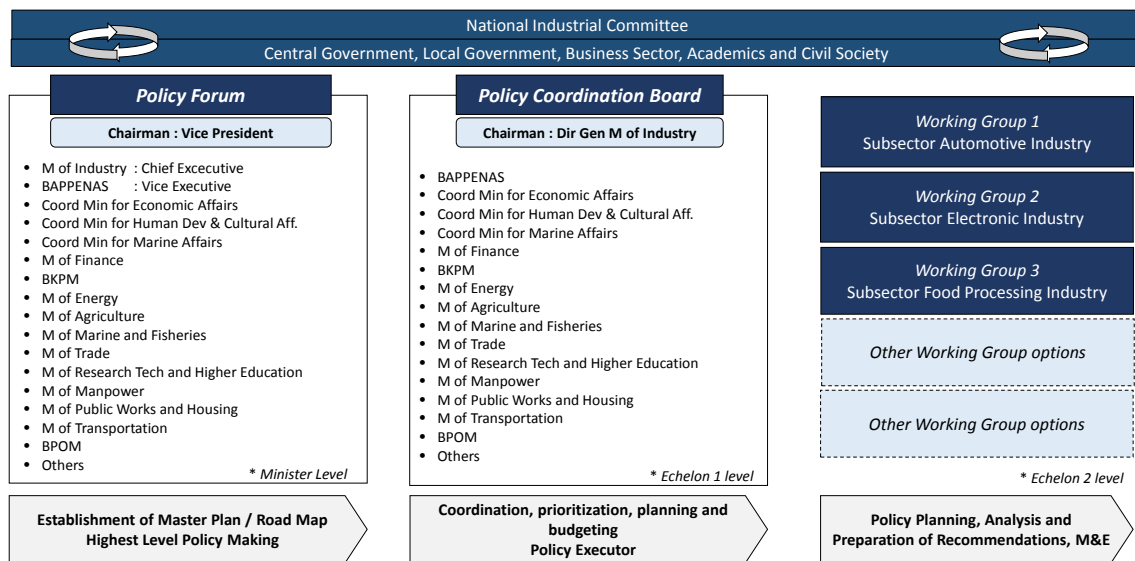 National Industrial Committee
Central Government, Local Government, Business Sector, Academics and Civil Society
Policy Forum
Chairman : Vice President
• M of Industry : Chief Excecutive
• BAPPENAS : Vice Executive
• Coord Min for Economic Affairs
• Coord Min for Human Dev & Cultural Aff.
• Coord Min for Marine Affairs
• M of Finance
• BKPM
• M of Energy
• M of Agriculture
• M of Marine and Fisheries
• M of Trade
• M of Research Tech and Higher Education
• M of Manpower
• M of Public Works and Housing
• M of Transportation
• BPOM
• Others
* Minister Level
Establishment of Master Plan / Road Map
Highest Level Policy Making
Policy Coordination Board
Chairman : Dir Gen M of Industry
• BAPPENAS
• Coord Min for Economic Affairs
• Coord Min for Human Dev & Cultural Aff.
• Coord Min for Marine Affairs
• M of Finance
• BKPM
• M of Energy
• M of Agriculture
• M of Marine and Fisheries
• M of Trade
• M of Research Tech and Higher Education
• M of Manpower
• M of Public Works and Housing
• M of Transportation
• BPOM
• Others
* Echelon 1 level
Coordination, prioritization, planning and
budgeting
Policy Executor
Working Group 1
Subsector Automotive Industry
Working Group 2
Subsector Electronic Industry
Working Group 3
Subsector Food Processing Industry
Other Working Group options
Other Working Group options
* Echelon 2 level
Policy Planning, Analysis and
Preparation of Recommendations, M&E